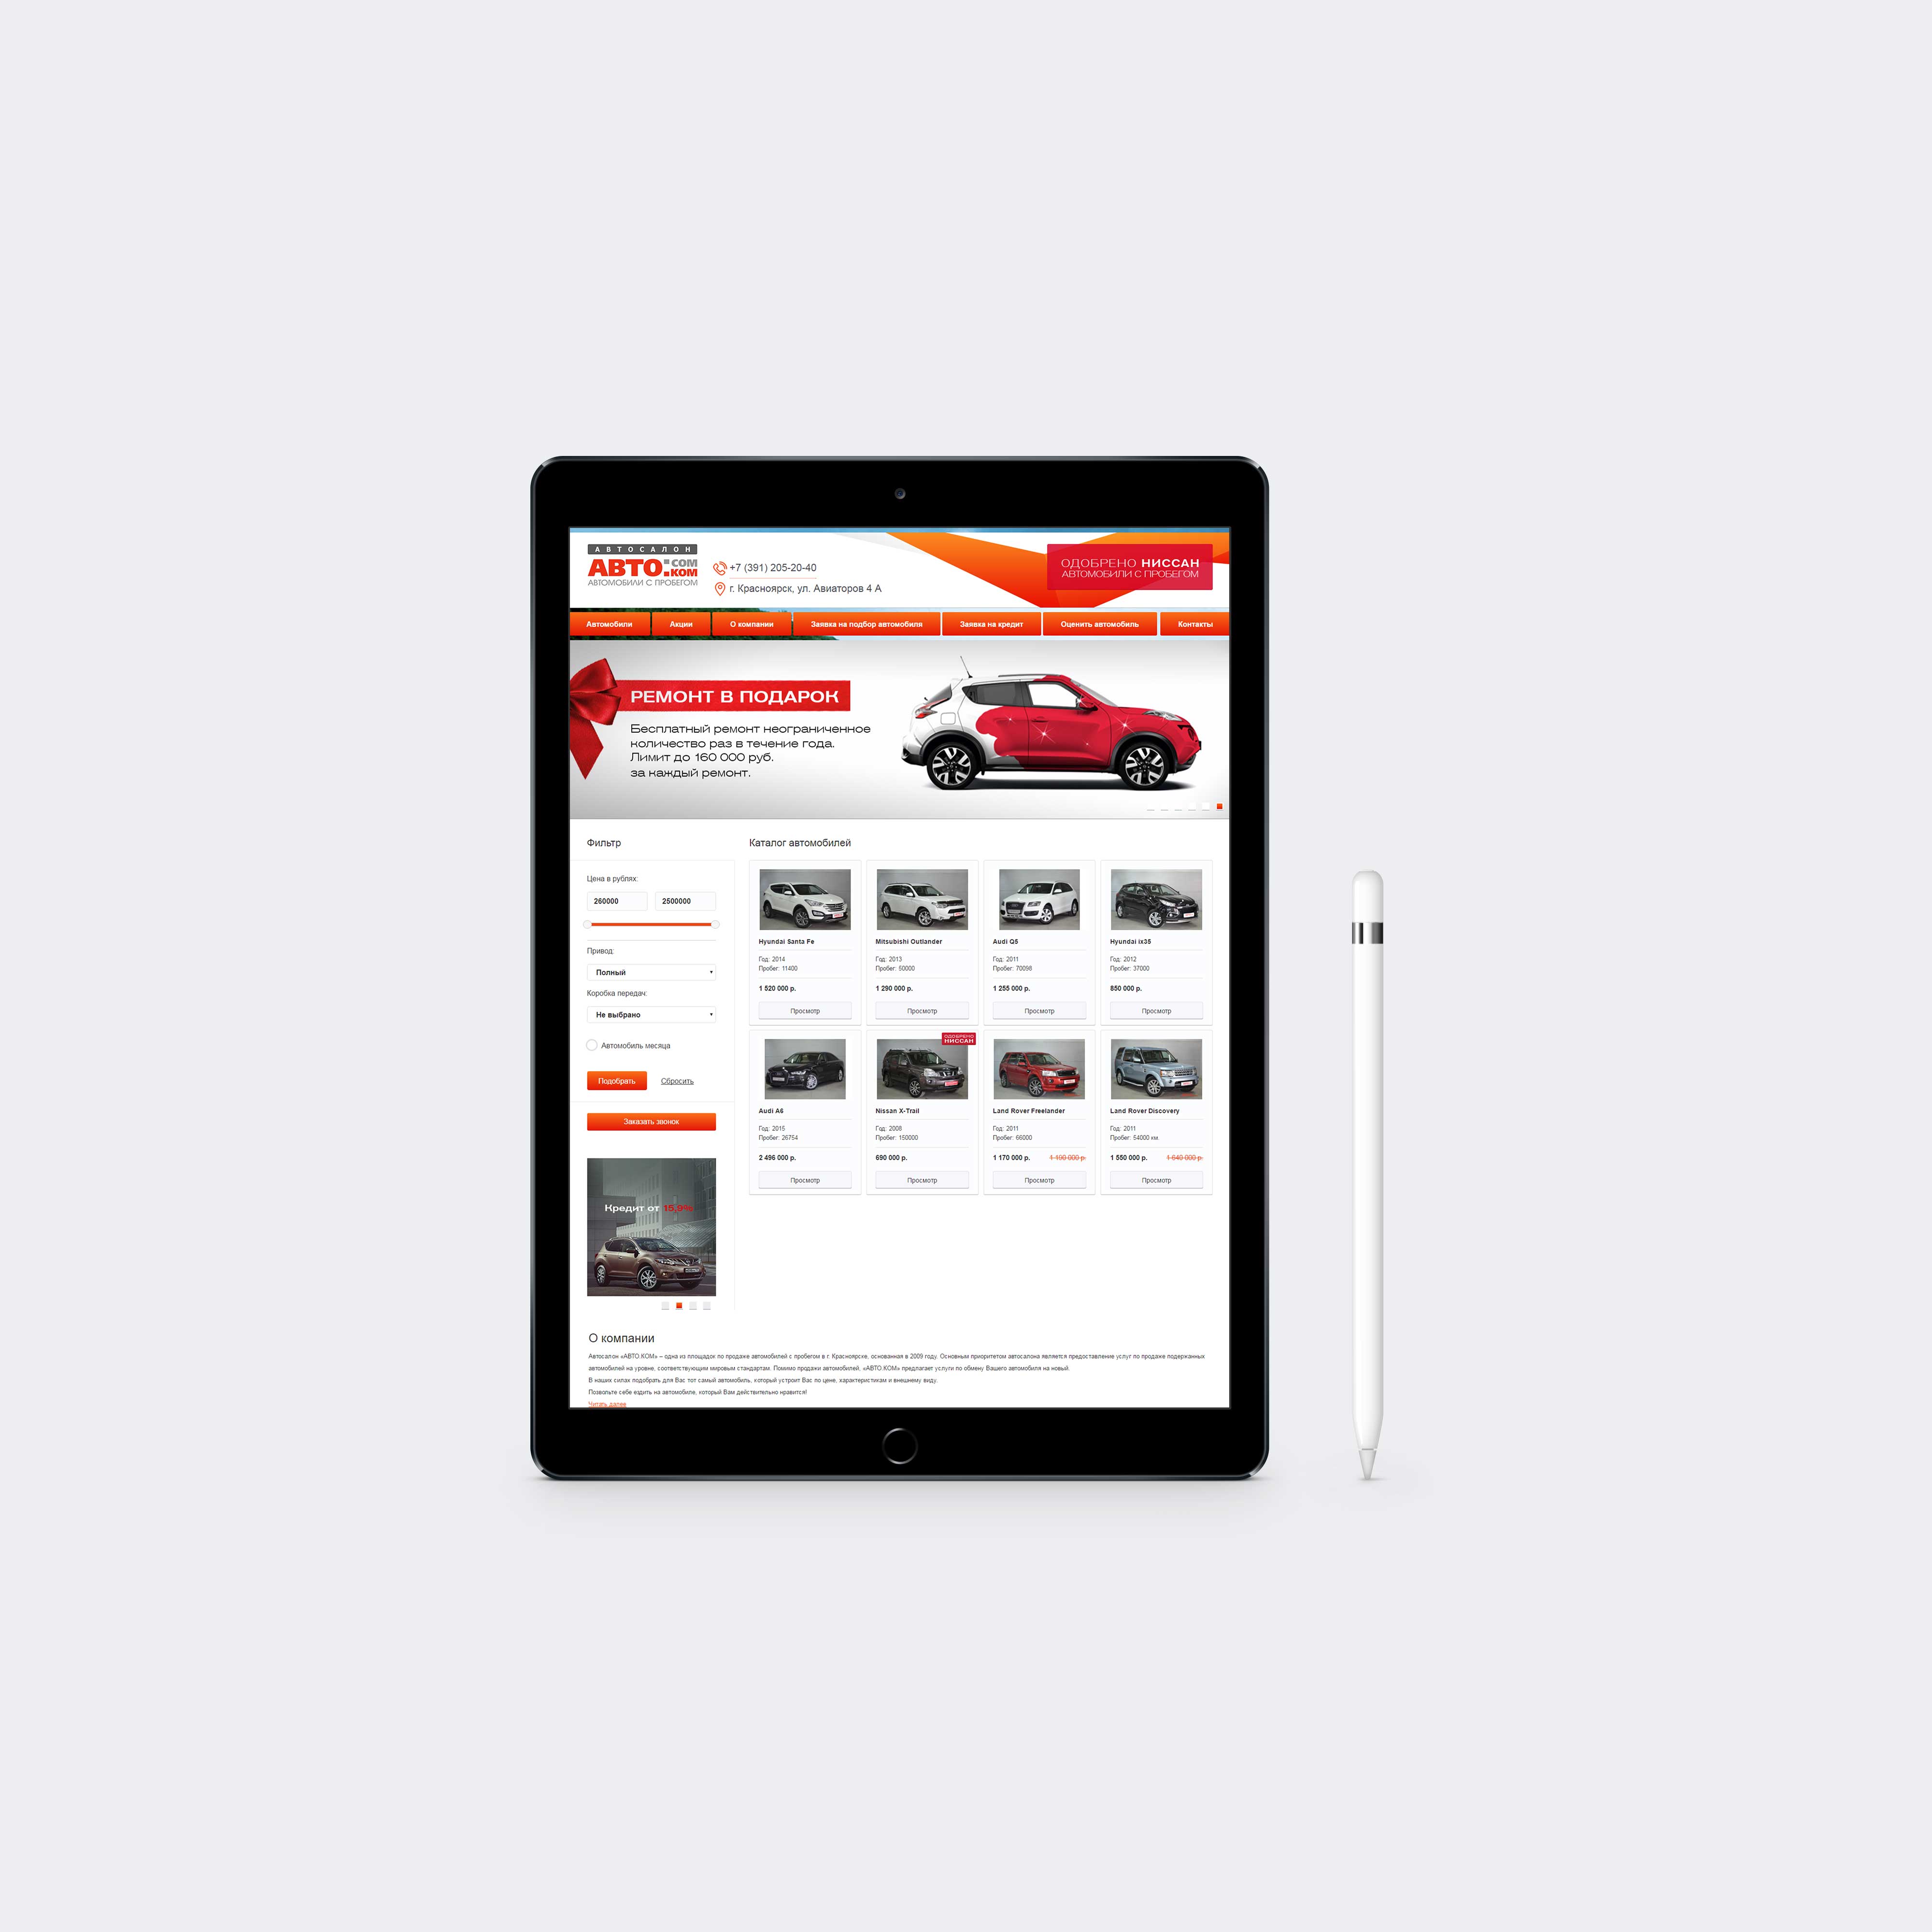 АВТОСАЛОН
АВТО:COM
КОМ
АВТОМОБИЛИ С ПРОБЕГОМ
+7 (391) 205-20-40
г. Красноярск, ул. Авиаторов 4 А
ОДОБРЕНО НИССАН
АВТОМОБИЛИ С ПРОБЕГОМ
Автомобили
Акции
О компании
Заявка на подбор автомобиля
Заявка на кредит
Оценить автомобиль
Контакты
РЕМОНТ В ПОДАРОК
Бесплатный ремонт неограниченное
количество раз в течение года.
Лимит до 160 000 руб.
за каждый ремонт.
Фильтр
Цена в рублях:
260000
2500000
Привод:
Полный
Коробка передач:
Не выбрано
Автомобиль месяца
Подобрать
Сбросить
Заказать звонок
Кредит от 15,9%
Каталог автомобилей
Hyundai Santa Fe
Год: 2014
Пробег: 11400
1 520 000 р.
Просмотр
Mitsubishi Outlander
Год: 2013
Пробег: 50000
1 290 000 р.
Просмотр
Audi Q5
Год: 2011
Пробег: 70098
1 255 000 р.
Просмотр
Hyundai ix35
Год: 2012
Пробег: 37000
850 000 р.
Просмотр
Audi A6
Год: 2015
Пробег: 26754
2 496 000 р.
Просмотр
ОДОБРЕНО
НИССАН
Nissan X-Trail
Год: 2008
Пробег: 150000
690 000 р.
Просмотр
Land Rover Freelander
Год: 2011
Пробег: 66000
1 170 000 р. 1 190 000 р.
Просмотр
Land Rover Discovery
Год: 2011
Пробег: 54000 км
1 550 000 р. 1 640 000 р.
Просмотр
О компании
Автосалон «АВТО.КОМ» – одна из площадок по продаже автомобилей с пробегом в г. Красноярске, основанная в 2009 году. Основным приоритетом автосалона является предоставление услуг по продаже подержанных
автомобилей на уровне, соответствующим мировым стандартам. Помимо продажи автомобилей, «АВТО.КОМ» предлагает услуги по обмену Вашего автомобиля на новый.
В наших силах подобрать для Вас тот самый автомобиль, который устроит Вас по цене, характеристикам и внешнему виду.
Позвольте себе ездить на автомобиле, который Вам действительно нравится!
Читать далее